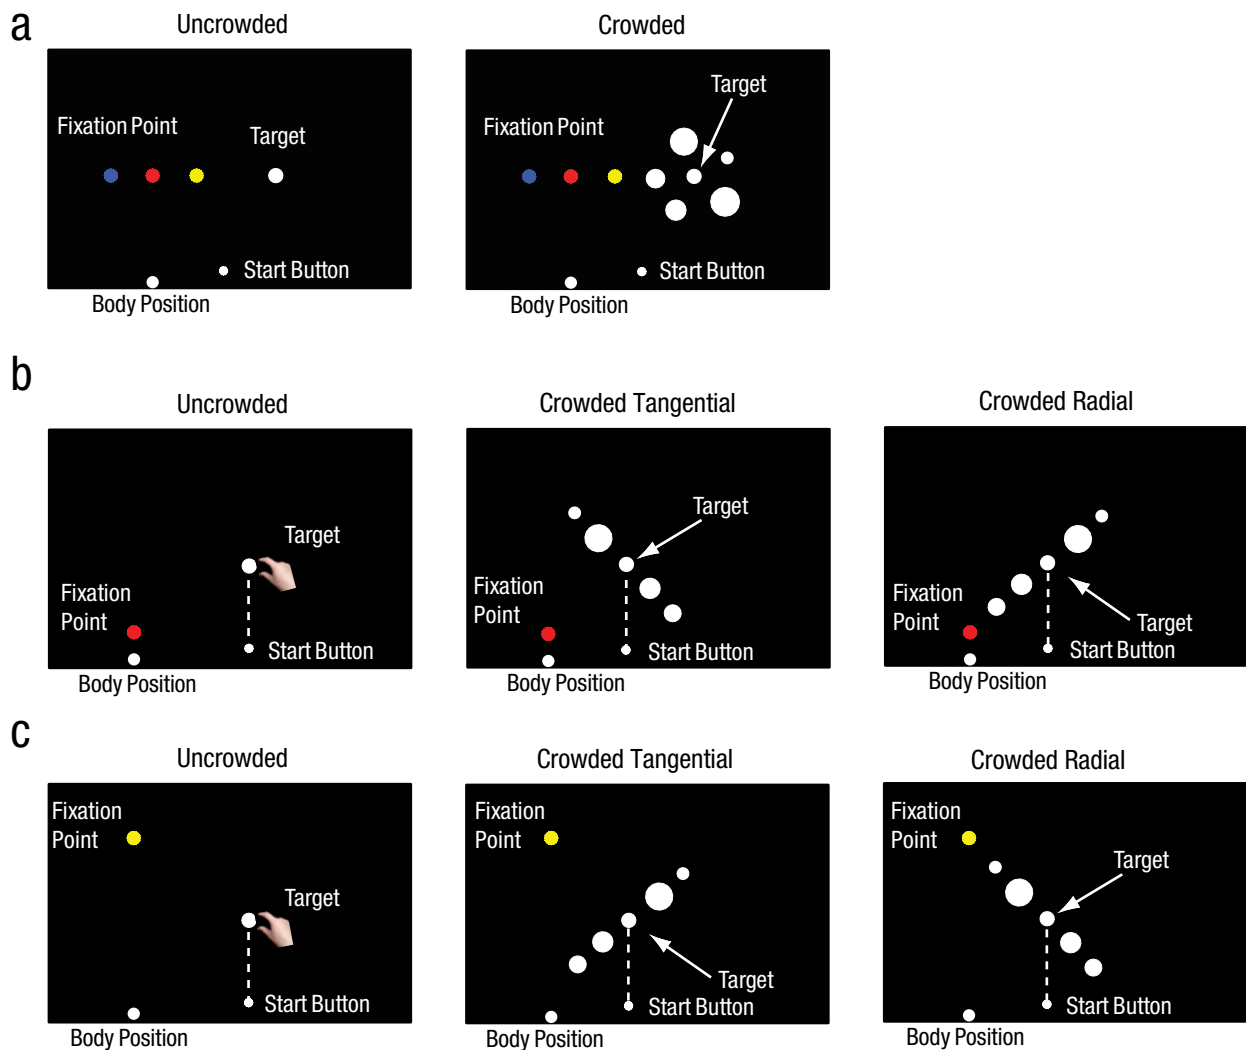 a
Uncrowded
Crowded
Fixation Point
Target
Start Button
Body Position
Target
Fixation Point
Start Button
Body Position
b
Uncrowded
Crowded Tangential
Crowded Radial
Target
Fixation
Point
Start Button
Body Position
Target
Fixation
Point
Start Button
Body Position
Fixation
Point
Target
Start Button
Body Position
c
Uncrowded
Crowded Tangential
Crowded Radial
Fixation
Point
Target
Start Button
Body Position
Fixation
Point
Target
Start Button
Body Position
Fixation
Point
Target
Start Button
Body Position